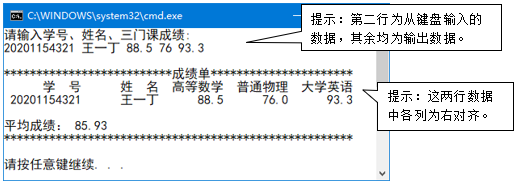 C:\WINDOWS\system32\cmd.exe
请输入学号、姓名、三门课成绩:
20201154321 王一丁 88.5 76 93.3
提示：第二行为从键盘输入的
数据，其余均为输出数据。
************************成绩单*********************
学  号 姓  名 高等数学 普通物理 大学英语
20201154321 王一丁 88.5 76.0 93.3
提示：这两行数据
中各列为右对齐。
平均成绩： 85.93
***************************************************
请按任意键继续. . .